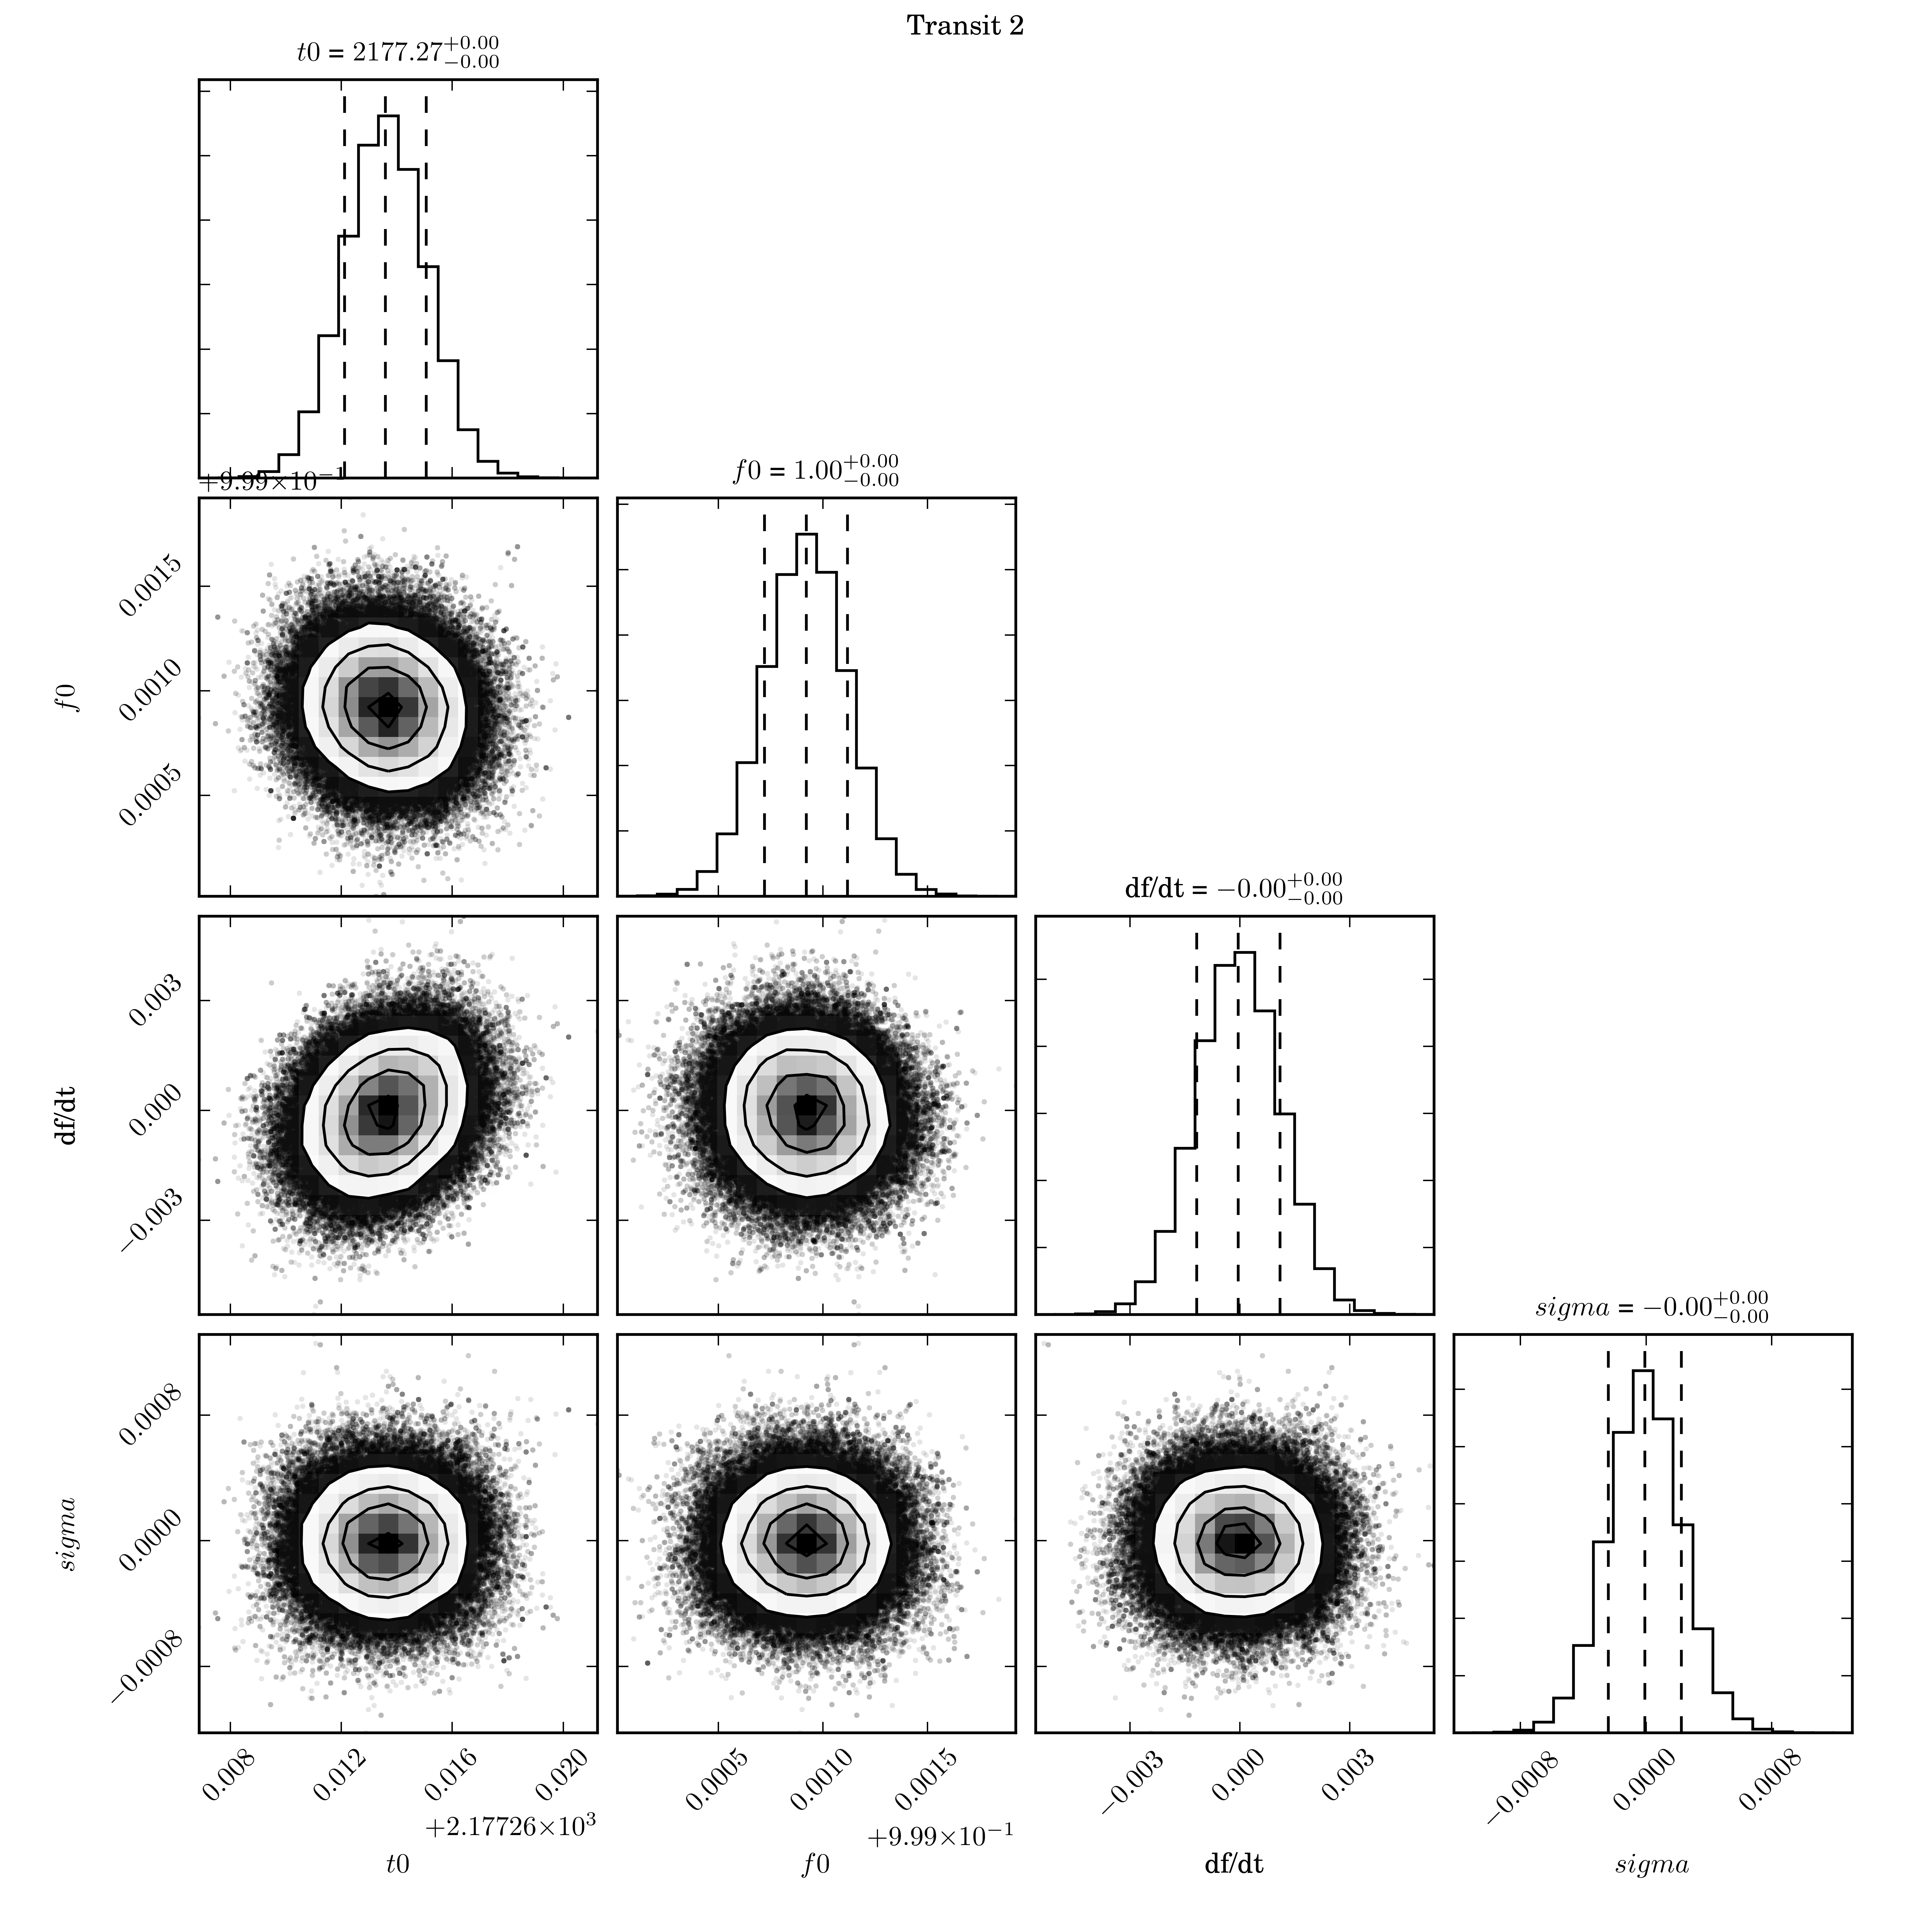 Transit 2
t0 = 2177.27^{+0.00}_{−0.00}
+9.99×10^{−1}
f0 = 1.00^{+0.00}_{−0.00}
0.0015
0.0010
0.0005
f0
df/dt = −0.00^{+0.00}_{−0.00}
0.003
0.000
−0.003
df/dt
sigma = −0.00^{+0.00}_{−0.00}
0.0008
0.0000
−0.0008
sigma
0.008 0.012 0.016 0.020
+2.17726×10^{3}
t0
0.0005 0.0010 0.0015
+9.99×10^{−1}
f0
−0.003 0.000 0.003
df/dt
−0.0008 0.0000 0.0008
sigma